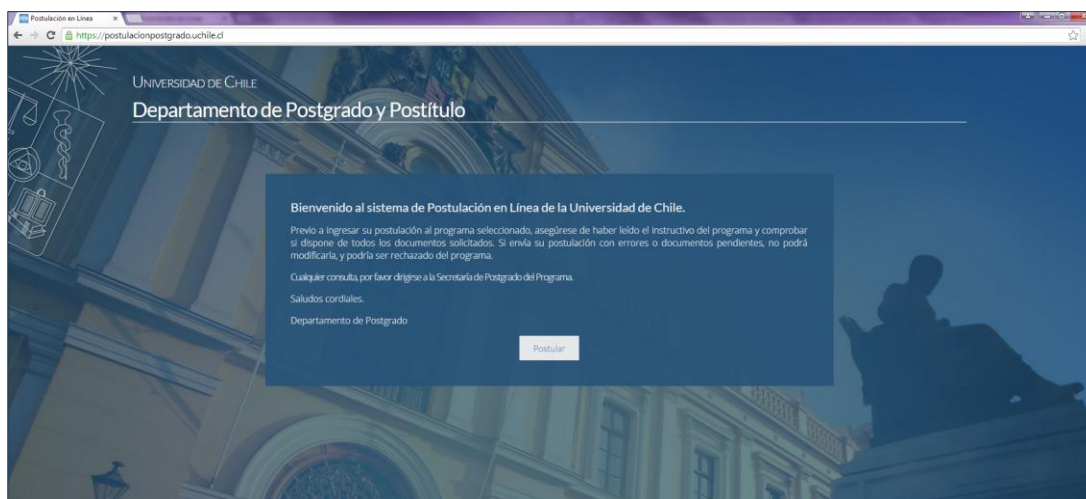 Postulación en Línea
https://postulacionpostgrado.uchile.cl
UNIVERSIDAD DE CHILE
Departamento de Postgrado y Postítulo
Bienvenido al sistema de Postulación en Línea de la Universidad de Chile.
Previo a ingresar su postulación al programa seleccionado, asegúrese de haber leído el instructivo del programa y comprobar
si dispone de todos los documentos solicitados. Si envía su postulación con errores o documentos pendientes, no podrá
modificarla, y podría ser rechazado del programa.
Cualquier consulta, por favor dirigirse a la Secretaría de Postgrado del Programa.
Saludos cordiales.
Departamento de Postgrado
Postular